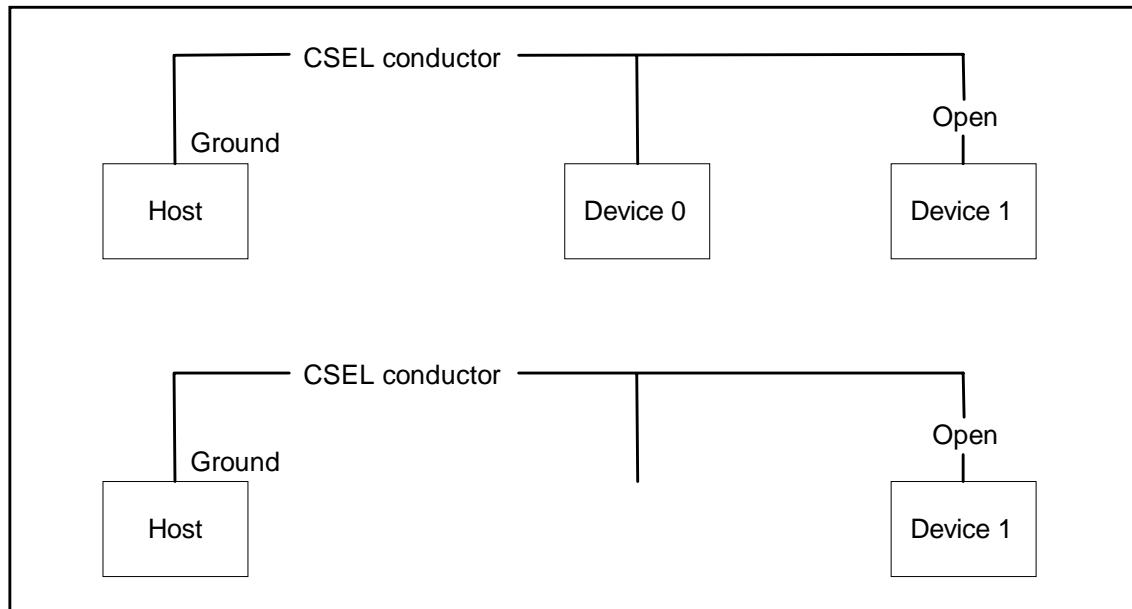 CSEL conductor
Open
Ground
Host
Device 0
Device 1
CSEL conductor
Open
Ground
Host
Device 1